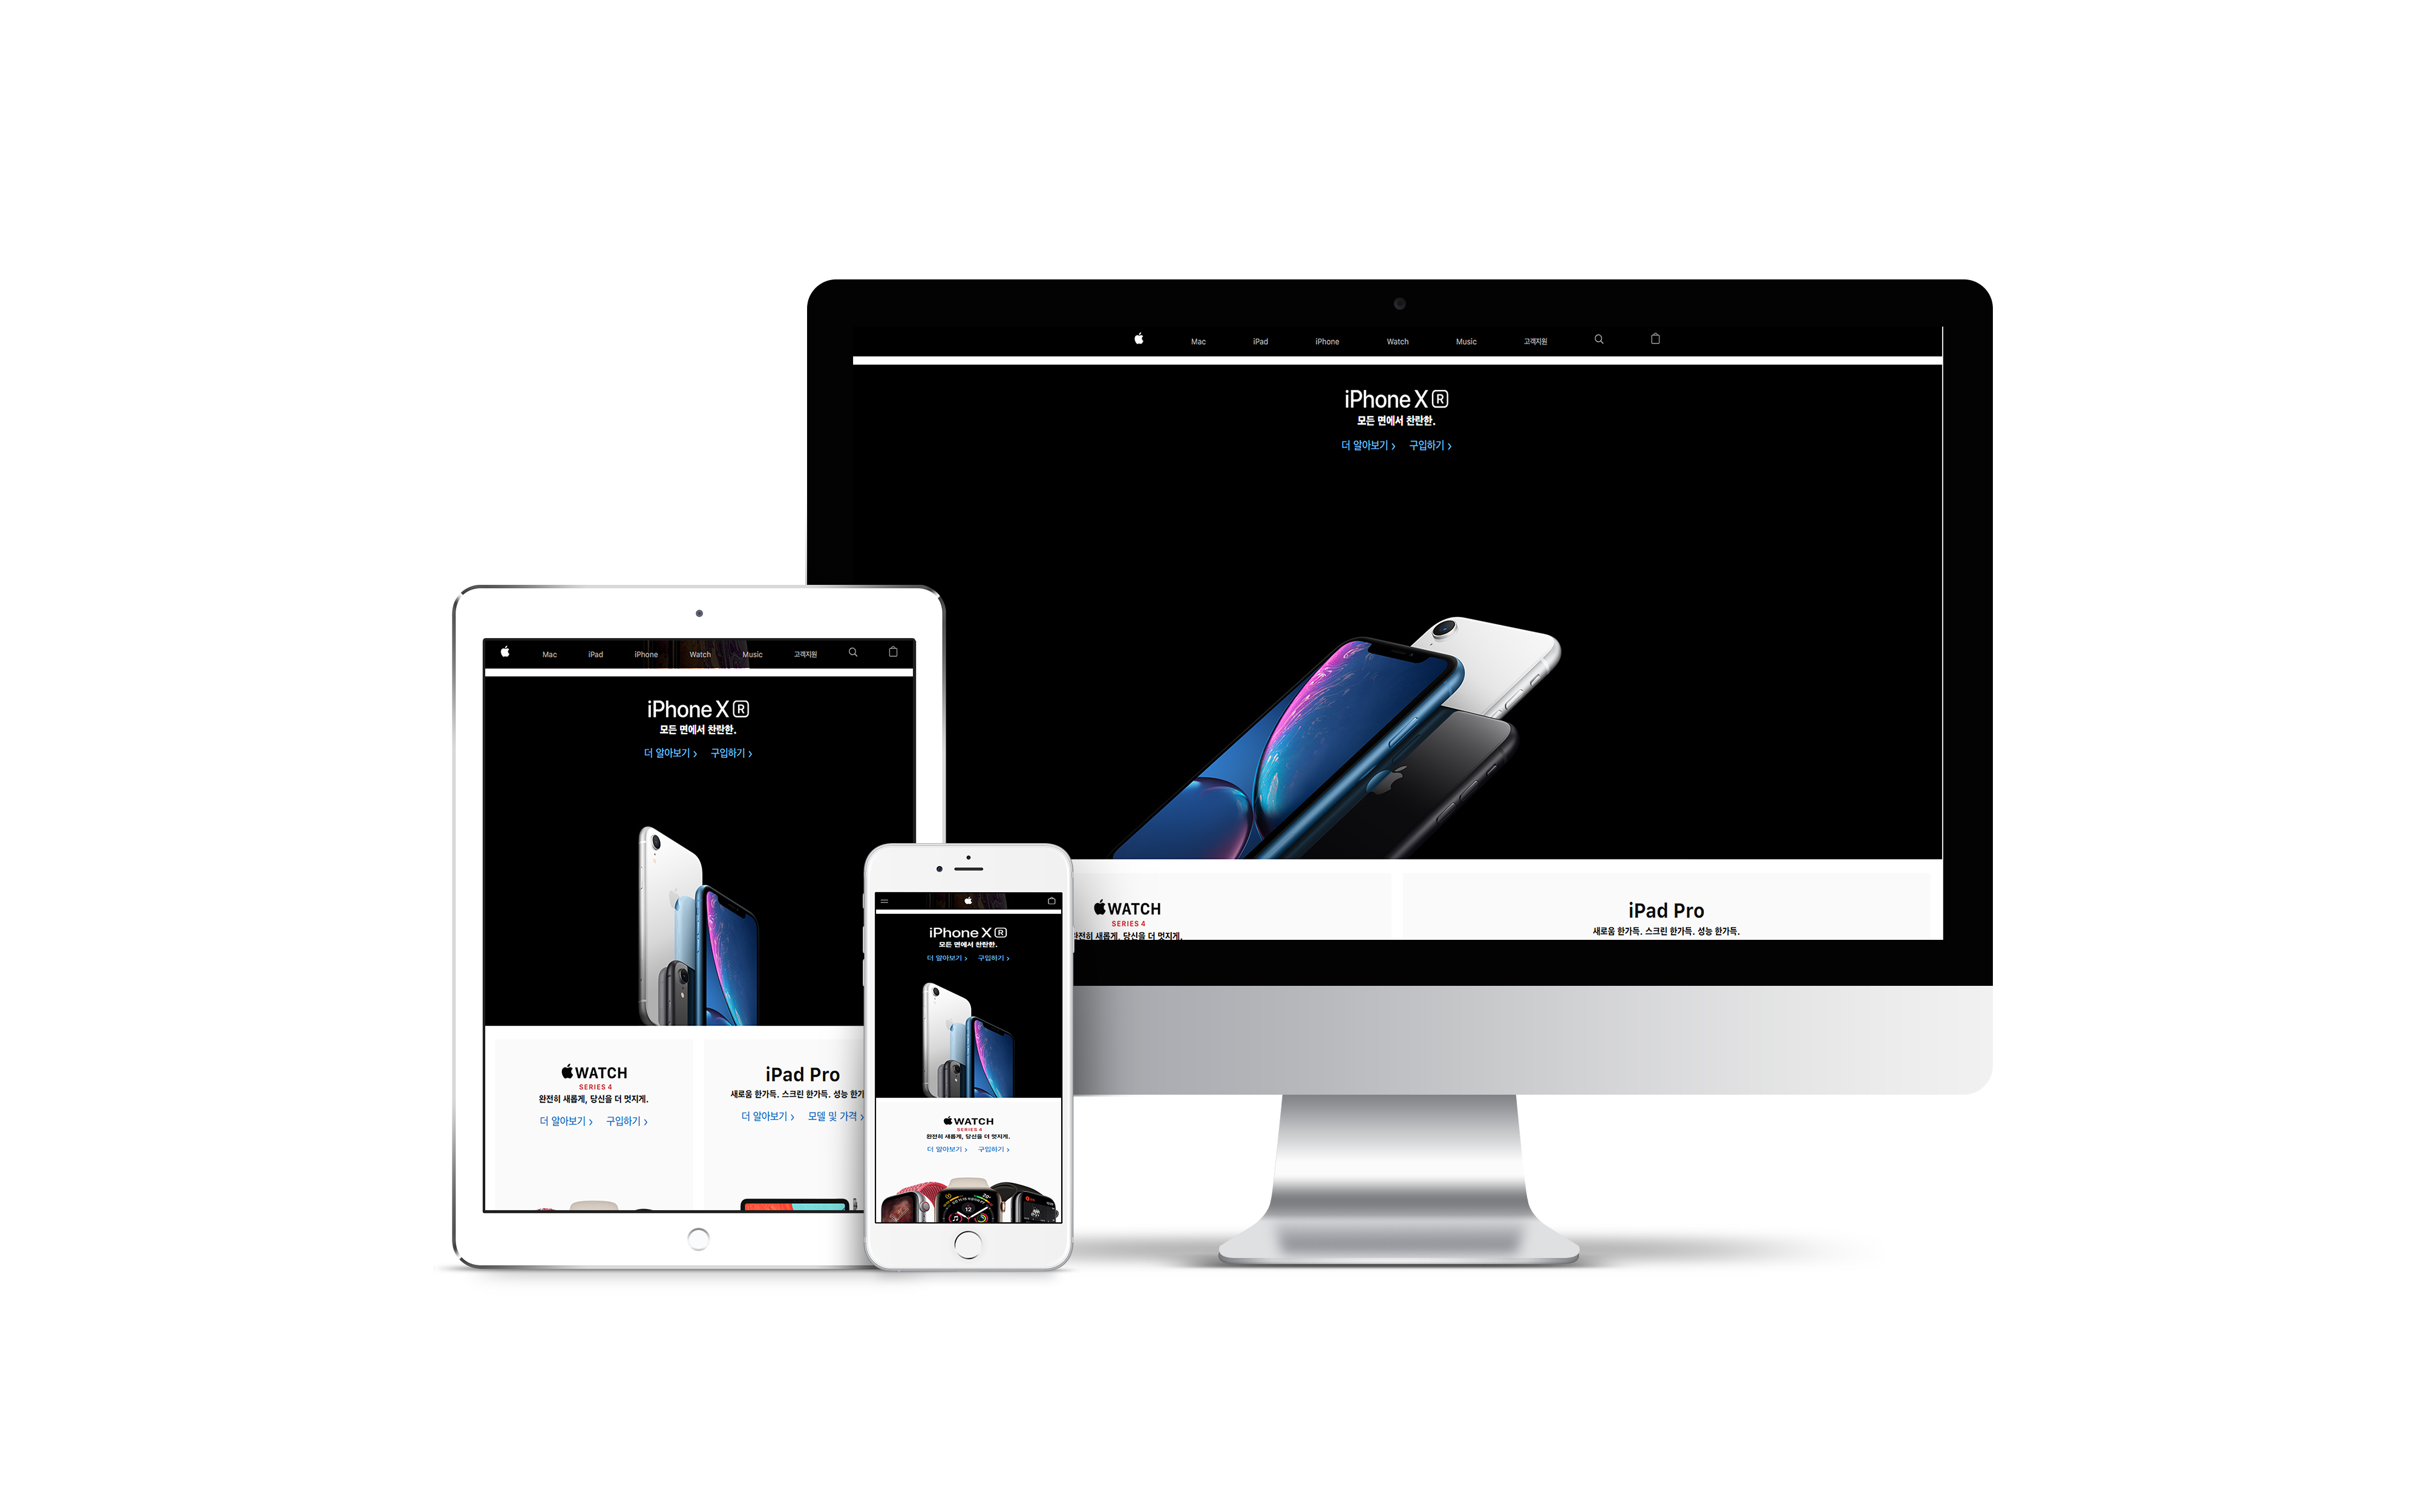 Mac iPad iPhone Watch Music 고객지원
iPhone XR
모든 면에서 찬란한.
더 알아보기 > 구입하기 >
WATCH
SERIES 4
완전히 새롭게, 당신을 더 멋지게.
iPad Pro
새로움 한가득. 스크린 한가득. 성능 한가득.
Mac iPad iPhone Watch Music 고객지원
iPhone XR
모든 면에서 찬란한.
더 알아보기 > 구입하기 >
WATCH
SERIES 4
완전히 새롭게, 당신을 더 멋지게.
더 알아보기 > 구입하기 >
iPad Pro
새로움 한가득. 스크린 한가득. 성능 한가
더 알아보기 > 모델 및 가격 >
iPhone XR
모든 면에서 찬란한.
더 알아보기 > 구입하기 >
WATCH
SERIES 4
완전히 새롭게, 당신을 더 멋지게.
더 알아보기 > 구입하기 >